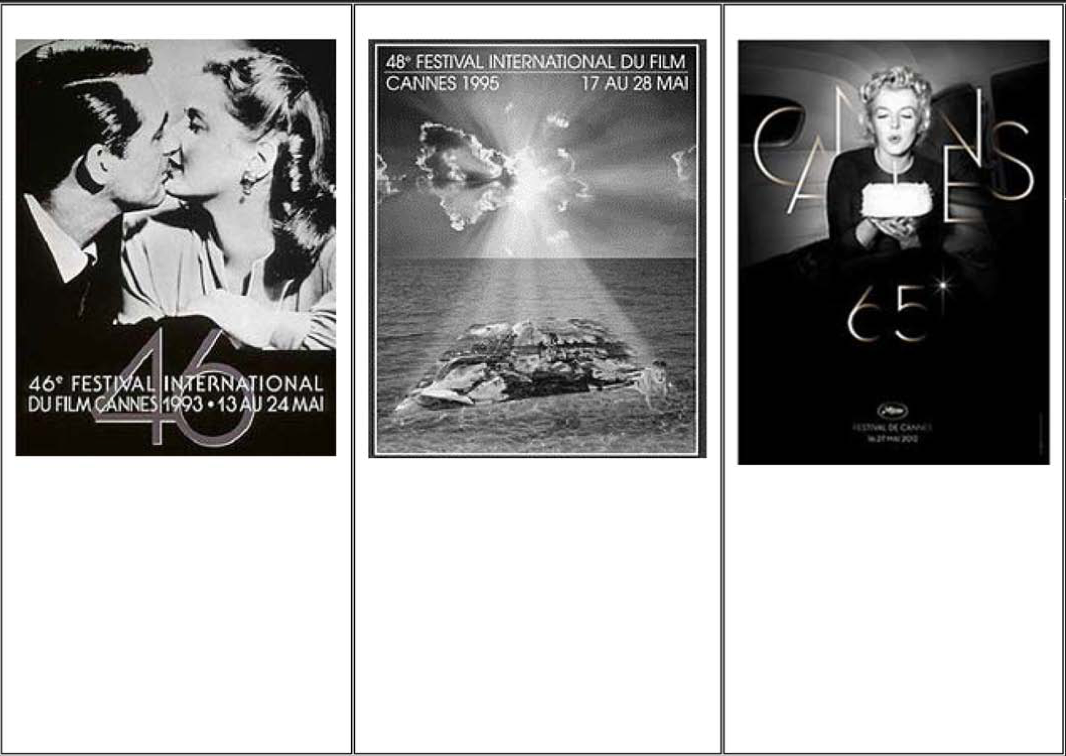 46
46e FESTIVAL INTERNATIONAL
DU FILM CANNES 1993 • 13 AU 24 MAI
48e FESTIVAL INTERNATIONAL DU FILM
CANNES 1995 17 AU 28 MAI
CANNES
65
FESTIVAL DE CANNES
16-27 MAI 2012